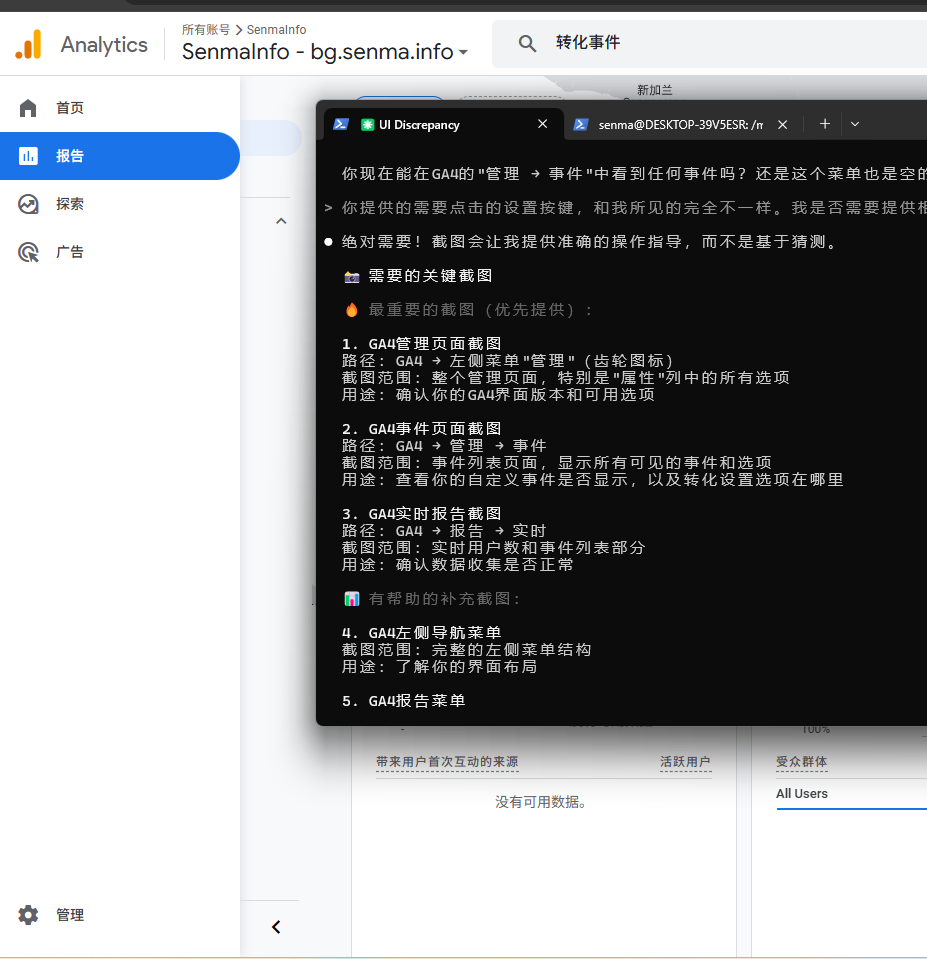 所有账号 > SenmaInfo
Analytics
SenmaInfo - bg.senma.info
转化事件
首页
报告
探索
广告
管理
新加兰
UI Discrepancy
senma@DESKTOP-39V5ESR: /m
你现在能在GA4的"管理 → 事件"中看到任何事件吗？还是这个菜单也是空的
> 你提供的需要点击的设置按键，和我所见的完全不一样。我是否需要提供相
● 绝对需要！截图会让我提供准确的操作指导，而不是基于猜测。
📸 需要的关键截图
🔥 最重要的截图（优先提供）：
1. GA4管理页面截图
路径：GA4 → 左侧菜单"管理"（齿轮图标）
截图范围：整个管理页面，特别是"属性"列中的所有选项
用途：确认你的GA4界面版本和可用选项
2. GA4事件页面截图
路径：GA4 → 管理 → 事件
截图范围：事件列表页面，显示所有可见的事件和选项
用途：查看你的自定义事件是否显示，以及转化设置选项在哪里
3. GA4实时报告截图
路径：GA4 → 报告 → 实时
截图范围：实时用户数和事件列表部分
用途：确认数据收集是否正常
📊 有帮助的补充截图：
4. GA4左侧导航菜单
截图范围：完整的左侧菜单结构
用途：了解你的界面布局
5. GA4报告菜单
100%
带来用户首次互动的来源
活跃用户
没有可用数据。
受众群体
All Users